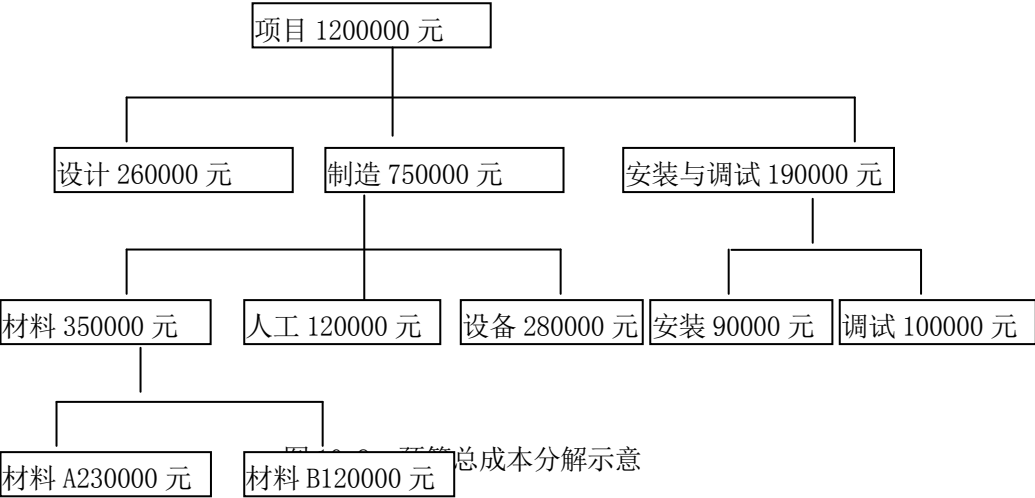 项目 1200000 元
设计 260000 元
制造 750000 元
安装与调试 190000 元
材料 350000 元
人工 120000 元
设备 280000 元
安装 90000 元
调试 100000 元
总成本分解示意
材料 A230000 元
材料 B120000 元